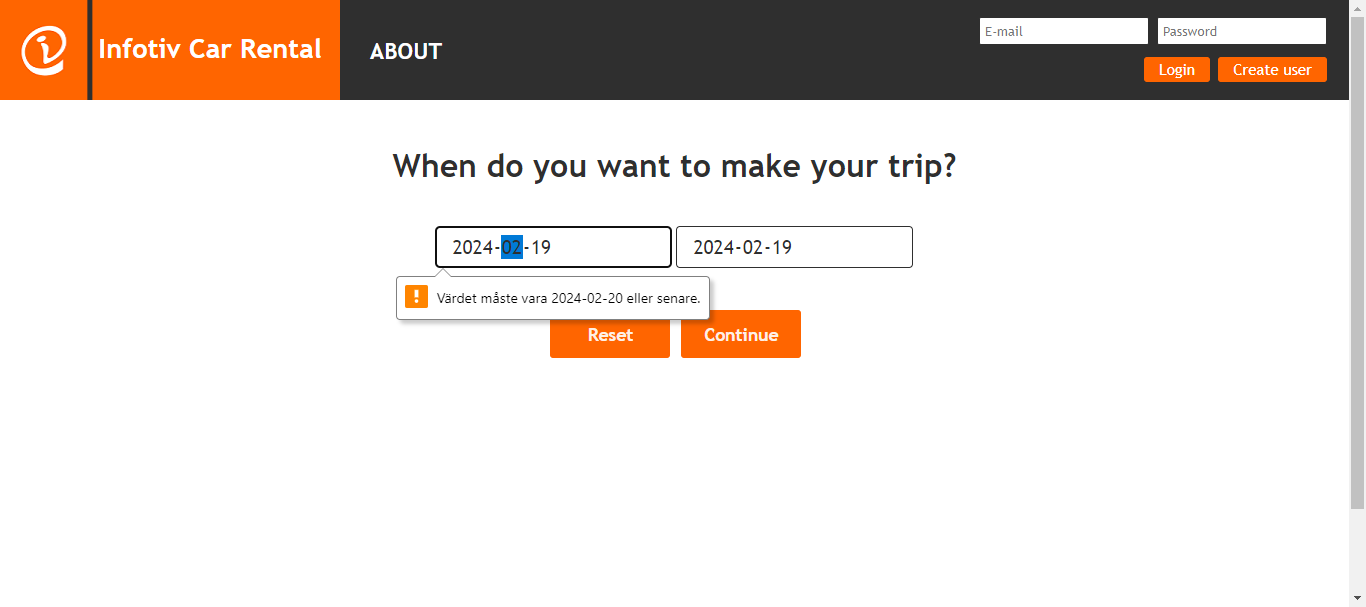 Infotiv Car Rental
ABOUT
E-mail
Password
Login
Create user
When do you want to make your trip?
2024-02-19
2024-02-19
Värdet måste vara 2024-02-20 eller senare.
Reset
Continue